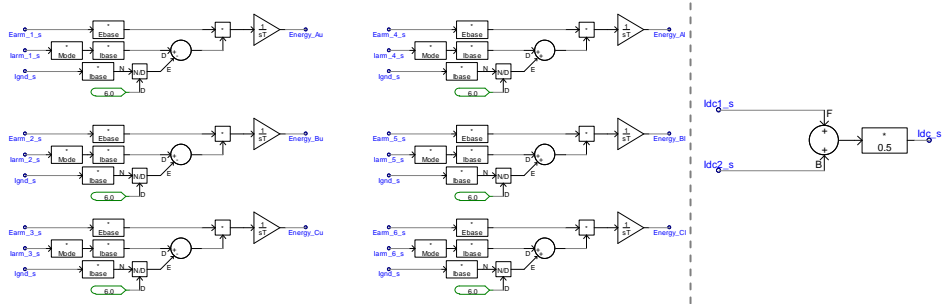 Earm_1_s
*
Ebase
*
1
sT
Energy_Au
Iarm_1_s
*
Mode
*
Ibase
D
+
-
E
Ignd_s
*
Ibase
N
N/D
D
6.0
Earm_4_s
*
Ebase
*
1
sT
Energy_Al
Iarm_4_s
*
Mode
*
Ibase
D
+
+
E
Ignd_s
*
Ibase
N
N/D
D
6.0
Earm_2_s
*
Ebase
*
1
sT
Energy_Bu
Iarm_2_s
*
Mode
*
Ibase
D
+
-
E
Ignd_s
*
Ibase
N
N/D
D
6.0
Earm_5_s
*
Ebase
*
1
sT
Energy_Bl
Iarm_5_s
*
Mode
*
Ibase
D
+
+
E
Ignd_s
*
Ibase
N
N/D
D
6.0
Earm_3_s
*
Ebase
*
1
sT
Energy_Cu
Iarm_3_s
*
Mode
*
Ibase
D
+
-
E
Ignd_s
*
Ibase
N
N/D
D
6.0
Earm_6_s
*
Ebase
*
1
sT
Energy_Cl
Iarm_6_s
*
Mode
*
Ibase
D
+
+
E
Ignd_s
*
Ibase
N
N/D
D
6.0
Idc1_s
F
+
+
B
*
0.5
Idc_s
Idc2_s